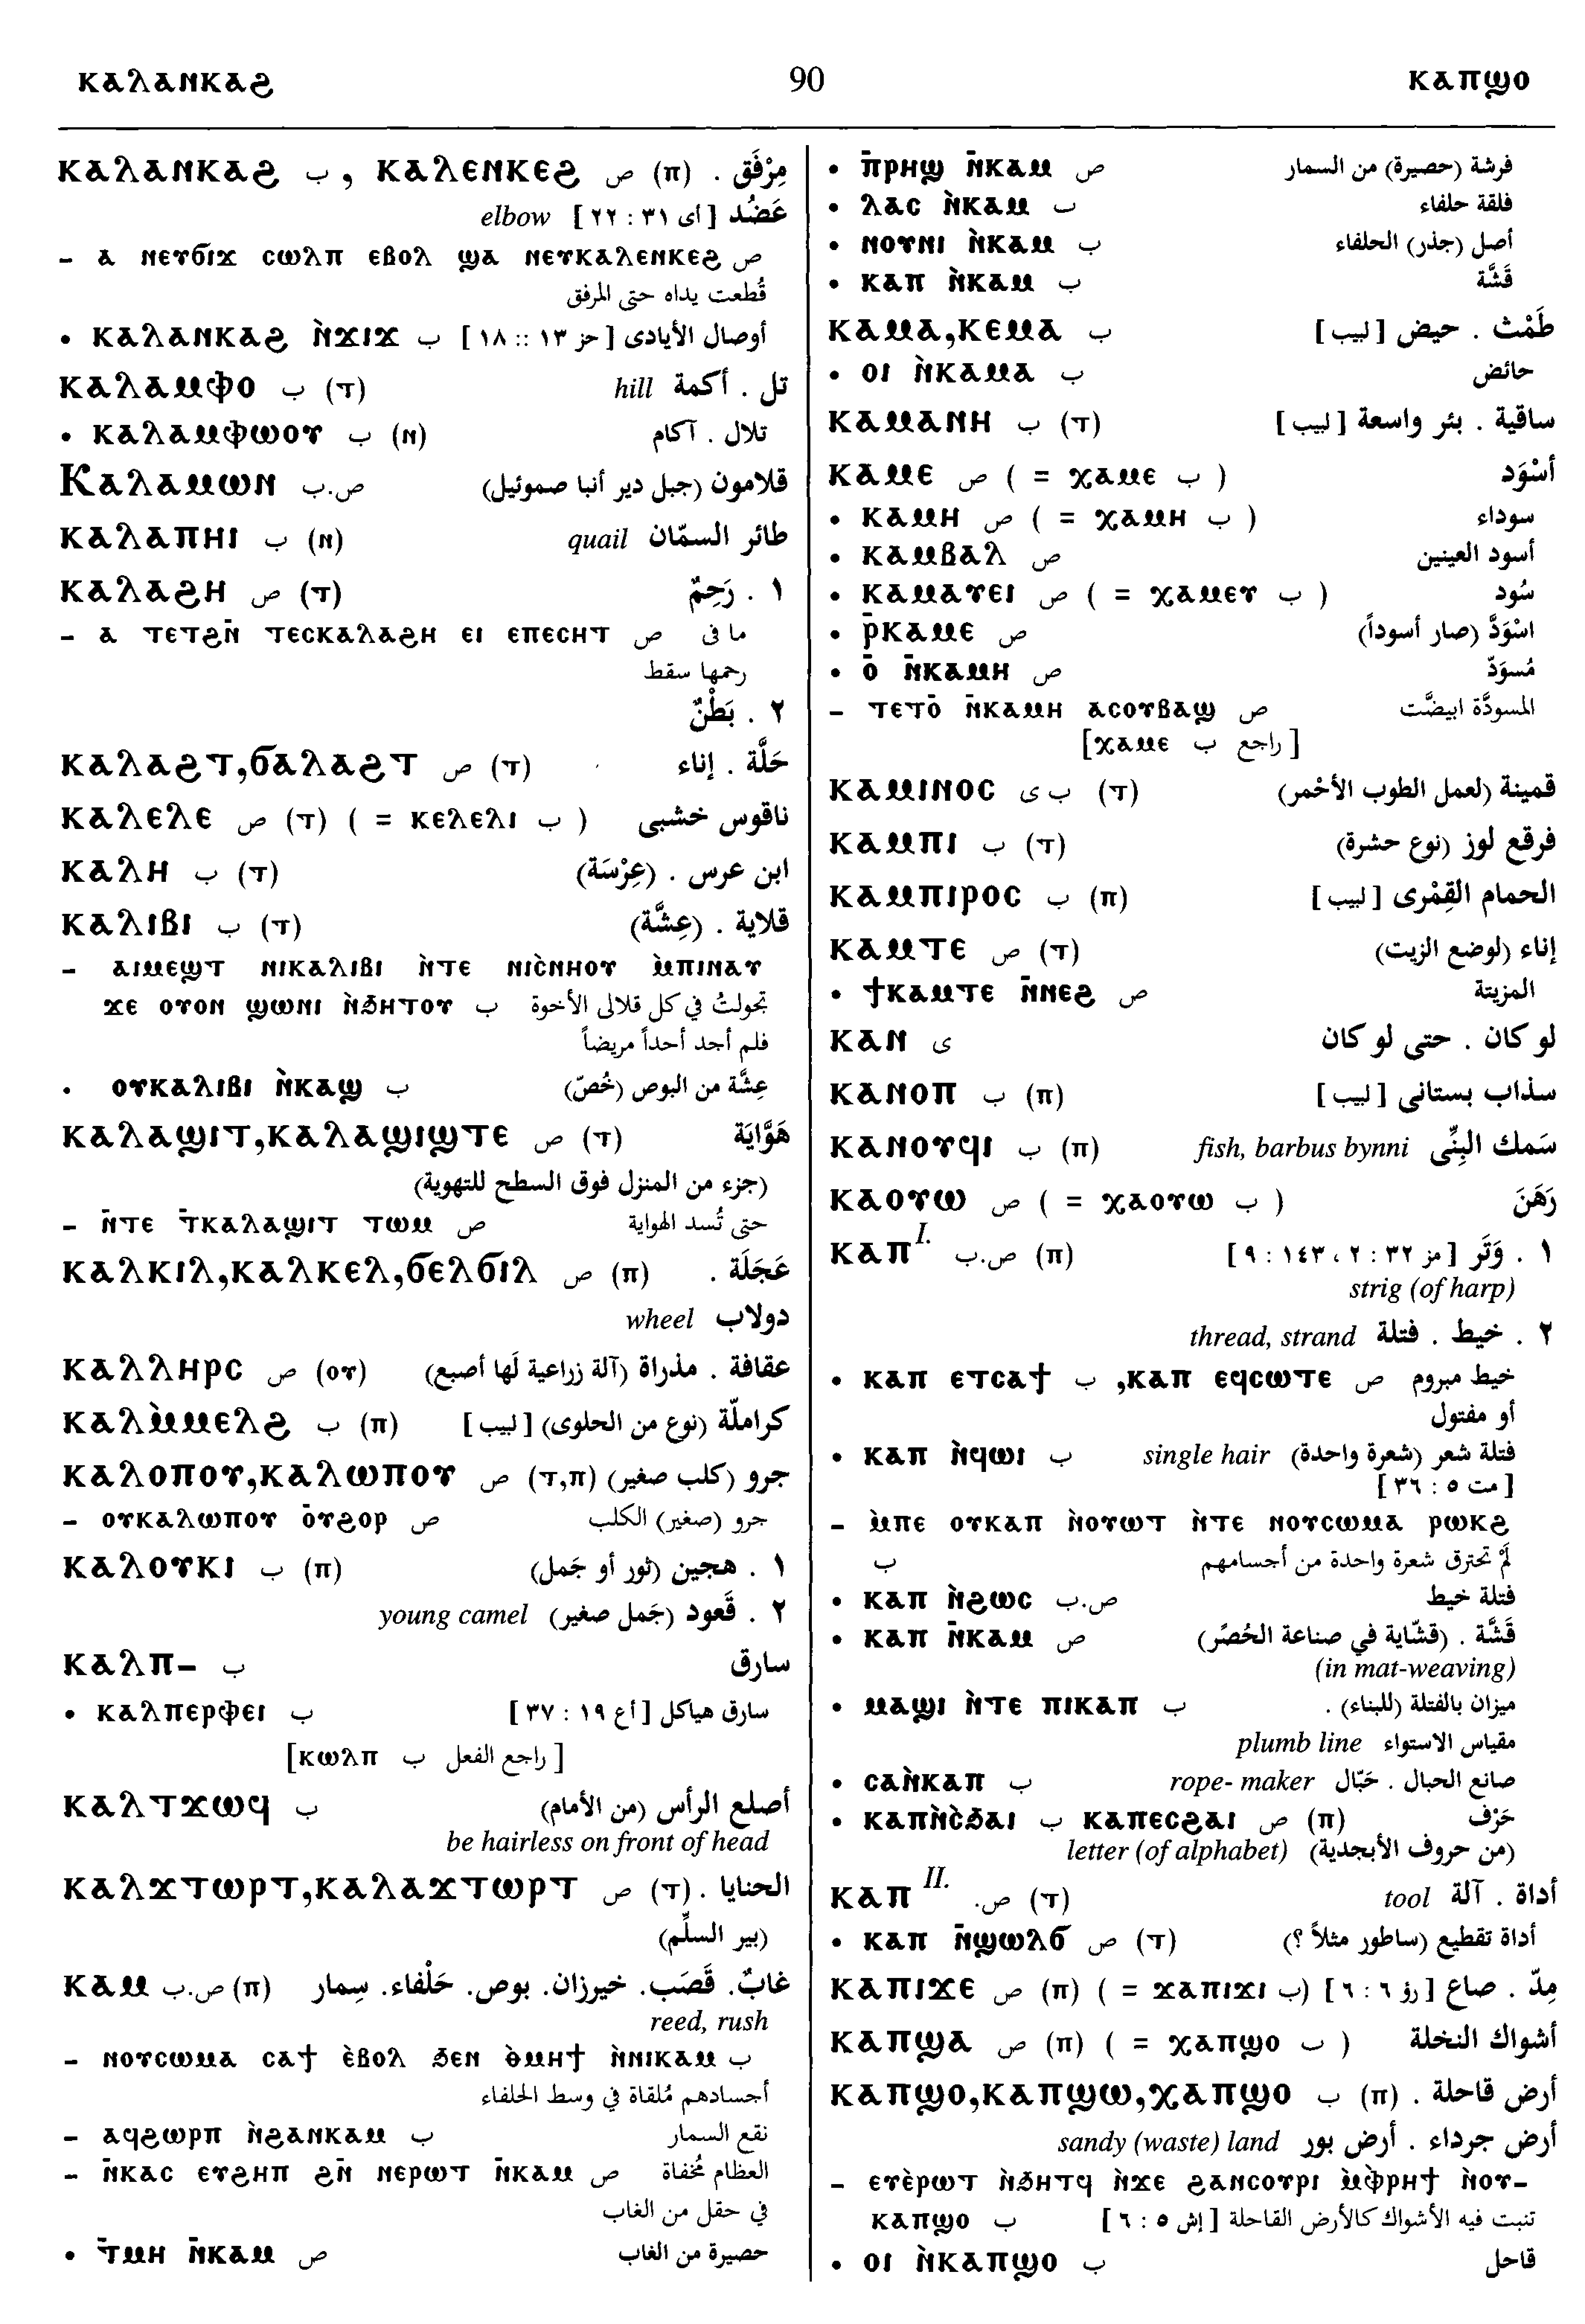 ⲕⲁⲗⲁⲛⲕⲁϩ 90 ⲕⲁⲡϣⲟ
ⲕⲁⲗⲁⲛⲕⲁϩ ب , ⲕⲁⲗⲉⲛⲕⲉϩ ص (ⲡ) مِرْفَق .
عَضُد [ أى ٣١ : ٢٢ ] elbow
– ⲁ ⲛⲉⲩϭⲓϫ ⲥⲱⲗⲡ ⲉⲃⲟⲗ ϣⲁ ⲛⲉⲩⲕⲁⲗⲉⲛⲕⲉϩ ص
قُطعت يداه حتى المرفق
• ⲕⲁⲗⲁⲛⲕⲁϩ ⲛ̀ϫⲓϫ ب أوصال الأيادى [ حز ١٣ :: ١٨ ]
ⲕⲁⲗⲁⲙⲫⲟ ب (ⲧ) تل . أكمة hill
• ⲕⲁⲗⲁⲙⲫⲱⲟⲩ ب (ⲛ) تلال . آكام
Ⲕⲁⲗⲁⲙⲱⲛ ص.ب قلامون (جبل دير أنبا صموئيل)
ⲕⲁⲗⲁⲡⲏⲓ ب (ⲛ) طائر السمّان quail
ⲕⲁⲗⲁϩⲏ ص (ⲧ) ١ . رَحِمٌ
– ⲁ ⲧⲉⲧϩⲛ̄ ⲧⲉⲥⲕⲁⲗⲁϩⲏ ⲉⲓ ⲉⲡⲉⲥⲏⲧ ص ما فى
رحمها سقط
٢ . بَطْنٌ
ⲕⲁⲗⲁϩⲧ,ϭⲁⲗⲁϩⲧ ص (ⲧ) حَلَّة . إناء
ⲕⲁⲗⲉⲗⲉ ص (ⲧ) ( = ⲕⲉⲗⲉⲗⲓ ب ) ناقوس خشبى
ⲕⲁⲗⲏ ب (ⲧ) ابن عرس . (عِرْسَة)
ⲕⲁⲗⲓⲃⲓ ب (ⲧ) قلاية . (عِشَّة)
– ⲁⲓⲙⲉϣⲧ ⲛⲓⲕⲁⲗⲓⲃⲓ ⲛ̀ⲧⲉ ⲛⲓⲥ̀ⲛⲏⲟⲩ ⲙ̀ⲡⲓⲛⲁⲩ
ϫⲉ ⲟⲩⲟⲛ ϣⲱⲛⲓ ⲛ̀ϧⲏⲧⲟⲩ ب تجولتُ في كل قلالى الأخوة
فلم أجد أحداً مريضاً
• ⲟⲩⲕⲁⲗⲓⲃⲓ ⲛ̀ⲕⲁϣ ب عِشَّة من البوص (خُصّ)
ⲕⲁⲗⲁϣⲓⲧ,ⲕⲁⲗⲁϣⲓϣⲧⲉ ص (ⲧ) هَوَّايَة
(جزء من المنزل فوق السطح للتهوية)
– ⲛ̄ⲧⲉ ⲧ̄ⲕⲁⲗⲁϣⲓⲧ ⲧⲱⲙ ص حتى تُسد الهواية
ⲕⲁⲗⲕⲓⲗ,ⲕⲁⲗⲕⲉⲗ,ϭⲉⲗϭⲓⲗ ص (ⲡ) عَجَلَة .
دولاب wheel
ⲕⲁⲗⲗⲏⲣⲥ ص (ⲟⲩ) عقافة . مذراة (آلة زراعية لَها أصبع)
ⲕⲁⲗⲙ̀ⲙⲉⲗϩ ب (ⲡ) كراملّة (نوع من الحلوى) [ لبيب ]
ⲕⲁⲗⲟⲡⲟⲩ,ⲕⲁⲗⲱⲡⲟⲩ ص (ⲧ,ⲡ) جرو (كلب صغير)
– ⲟⲩⲕⲁⲗⲱⲡⲟⲩ ⲟ̄ⲩϩⲟⲣ ص جرو (صغير) الكلب
ⲕⲁⲗⲟⲩⲕⲓ ب (ⲡ) ١ . هجين (ثور أو جَمل)
٢ . قَعود (جَمل صغير) young camel
ⲕⲁⲗⲡ– ب سارق
• ⲕⲁⲗⲡⲉⲣⲫⲉⲓ ب سارق هياكل [ أع ١٩ : ٣٧ ]
[ راجع الفعل ب ⲕⲱⲗⲡ]
ⲕⲁⲗⲧϫⲱϥ ب أصلع الرأس (من الأمام)
be hairless on front of head
ⲕⲁⲗϫⲧⲱⲣⲧ,ⲕⲁⲗⲁϫⲧⲱⲣⲧ ص (ⲧ) الحنايا .
(بير السلّم)
ⲕⲁⲙ ص.ب (ⲡ) غابٌ. قَصَب. خيرزان. بوص. حَلْفاء. سِمار
reed, rush
– ⲛⲟⲩⲥⲱⲙⲁ ⲥⲁϯ ⲉ̀ⲃⲟⲗ ϧⲉⲛ ⲑ̀ⲙⲏϯ ⲛ̀ⲛⲓⲕⲁⲙ ب
أجسادهم مُلقاة في وسط الحلفاء
– ⲁϥϩⲱⲣⲡ ⲛ̀ϩⲁⲛⲕⲁⲙ ب نقع السمار
– ⲛ̄ⲕⲁⲥ ⲉⲩϩⲏⲡ ϩⲛ̄ ⲛⲉⲣⲱⲧ ⲛ̄ⲕⲁⲙ ص العظام مُخفاة
في حقل من الغاب
• ⲧ̄ⲙⲏ ⲛ̄ⲕⲁⲙ ص حصيرة من الغاب
• ⲡ̄ⲣⲏϣ ⲛ̄ⲕⲁⲙ ص فرشة (حصيرة) من السمار
• ⲗⲁⲥ ⲛ̀ⲕⲁⲙ ب فلقة حلفاء
• ⲛⲟⲩⲛⲓ ⲛ̀ⲕⲁⲙ ب أصل (جذر) الحلفاء
• ⲕⲁⲡ ⲛ̀ⲕⲁⲙ ب قَشَّة
ⲕⲁⲙⲁ,ⲕⲉⲙⲁ ب طَمْث . حيض [ لبيب ]
• ⲟⲓ ⲛ̀ⲕⲁⲙⲁ ب حائض
ⲕⲁⲙⲁⲛⲏ ب (ⲧ) ساقية . بئر واسعة [ لبيب ]
ⲕⲁⲙⲉ ص ( = ⲭⲁⲙⲉ ب ) أسْوَد
• ⲕⲁⲙⲏ ص ( = ⲭⲁⲙⲏ ب ) سوداء
• ⲕⲁⲙⲃⲁⲗ ص أسود العينين
• ⲕⲁⲙⲁⲩⲉⲓ ص ( = ⲭⲁⲙⲉⲩ ب ) سُود
• ⲣ̄ⲕⲁⲙⲉ ص اسْوَدَّ (صار أسوداً)
• ⲟ̄ ⲛ̄ⲕⲁⲙⲏ ص مُسوَدّ
– ⲧⲉⲧⲟ̄ ⲛ̄ⲕⲁⲙⲏ ⲁⲥⲟⲩⲃⲁϣ ص المسودَّة ابيضَّت
[ راجع ب ⲭⲁⲙⲉ]
ⲕⲁⲙⲓⲛⲟⲥ ب ى (ⲧ) قمينة (لعمل الطوب الأحْمر)
ⲕⲁⲙⲡⲓ ب (ⲧ) فرقع لوز (نوع حشرة)
ⲕⲁⲙⲡⲓⲣⲟⲥ ب (ⲡ) الحمام القِمْرى [ لبيب ]
ⲕⲁⲙⲧⲉ ص (ⲧ) إناء (لوضع الزيت)
• ϯⲕⲁⲙⲧⲉ ⲛ̄ⲛⲉϩ ص المزيتة
ⲕⲁⲛ ى لو كان . حتى لو كان
ⲕⲁⲛⲟⲡ ب (ⲡ) سذاب بستانى [ لبيب ]
ⲕⲁⲛⲟⲩϥⲓ ب (ⲡ) سَمك البِنِّى fish, barbus bynni
ⲕⲁⲟⲩⲱ ص ( = ⲭⲁⲟⲩⲱ ب ) رَهَنَ
ⲕⲁⲡ I. ص.ب (ⲡ) ١ . وَتَر [ مز ٣٢ : ٢ ، ١٤٣ : ٩ ]
strig (of harp)
٢ . خيط . فتلة thread, strand
• ⲕⲁⲡ ⲉⲧⲥⲁϯ ب ,ⲕⲁⲡ ⲉϥⲥⲱⲧⲉ ص خيط مبروم
أو مفتول
• ⲕⲁⲡ ⲛ̀ϥⲱⲓ ب فتلة شعر (شعرة واحدة) single hair
[ مت ٥ : ٣٦ ]
– ⲙ̀ⲡⲉ ⲟⲩⲕⲁⲡ ⲛ̀ⲟⲩⲱⲧ ⲛ̀ⲧⲉ ⲛⲟⲩⲥⲱⲙⲁ ⲣⲱⲕϩ
ب لَمْ تحترق شعرة واحدة من أجسامهم
• ⲕⲁⲡ ⲛ̀ϩⲱⲥ ص.ب فتلة خيط
• ⲕⲁⲡ ⲛ̄ⲕⲁⲙ ص قَشَّة . (قشّاية في صناعة الحُصُر)
(in mat-weaving)
• ⲙⲁϣⲓ ⲛ̀ⲧⲉ ⲡⲓⲕⲁⲡ ب ميزان بالفتلة (للبناء) .
مقياس الاستواء plumb line
• ⲥⲁⲛ̀ⲕⲁⲡ ب صانع الحبال . حَبّال rope- maker
• ⲕⲁⲡⲛ̀ⲥ̀ϧⲁⲓ ب ⲕⲁⲡⲉⲥϩⲁⲓ ص (ⲡ) حَرْف
(من حروف الأبجدية) letter (of alphabet)
ⲕⲁⲡ II. ص. (ⲧ) أداة . آلة tool
• ⲕⲁⲡ ⲛ̄ϣⲱⲗϭ ص (ⲧ) أداة تقطيع (ساطور مثلاً ؟)
ⲕⲁⲡⲓϫⲉ ص (ⲡ) ( = ϫⲁⲡⲓϫⲓ ب) مِدّ . صاع [ رؤ ٦ : ٦ ]
ⲕⲁⲡϣⲁ ص (ⲡ) ( = ⲭⲁⲡϣⲟ ب ) أشواك النخلة
ⲕⲁⲡϣⲟ,ⲕⲁⲡϣⲱ,ⲭⲁⲡϣⲟ ب (ⲡ) أرض قاحلة .
أرض جرداء . أرض بور sandy (waste) land
– ⲉⲩⲉ̀ⲣⲱⲧ ⲛ̀ϧⲏⲧϥ ⲛ̀ϫⲉ ϩⲁⲛⲥⲟⲩⲣⲓ ⲙ̀ⲫⲣⲏϯ ⲛ̀ⲟⲩ–
ⲕⲁⲡϣⲟ ب تنبت فيه الأشواك كالأرض القاحلة [ إش ٥ : ٦ ]
• ⲟⲓ ⲛ̀ⲕⲁⲡϣⲟ ب قاحل